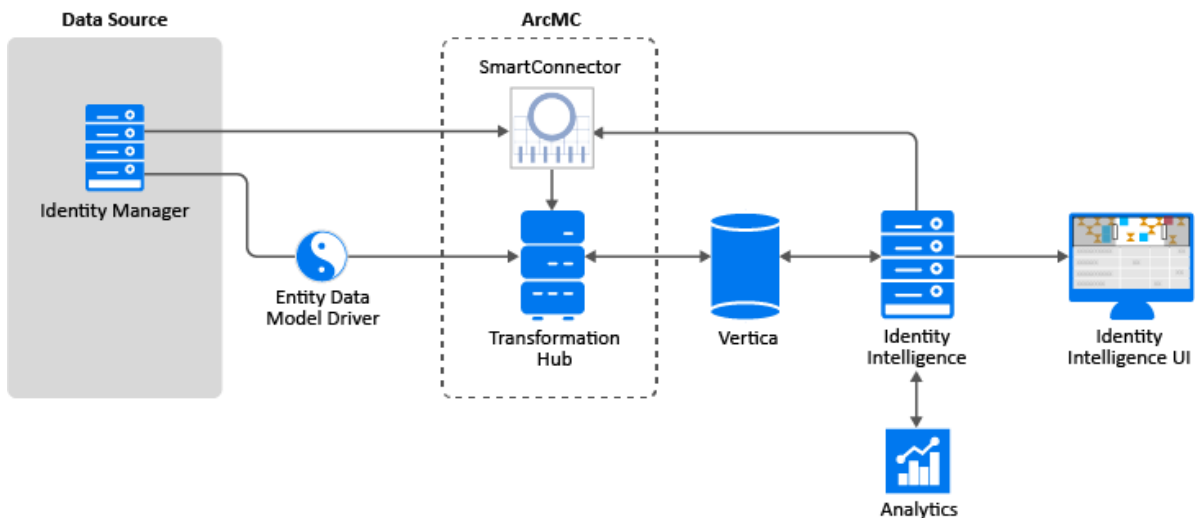 Data Source
ArcMC
SmartConnector
Identity Manager
Entity Data
Model Driver
Transformation
Hub
Vertica
Identity
Intelligence
Identity
Intelligence UI
Analytics